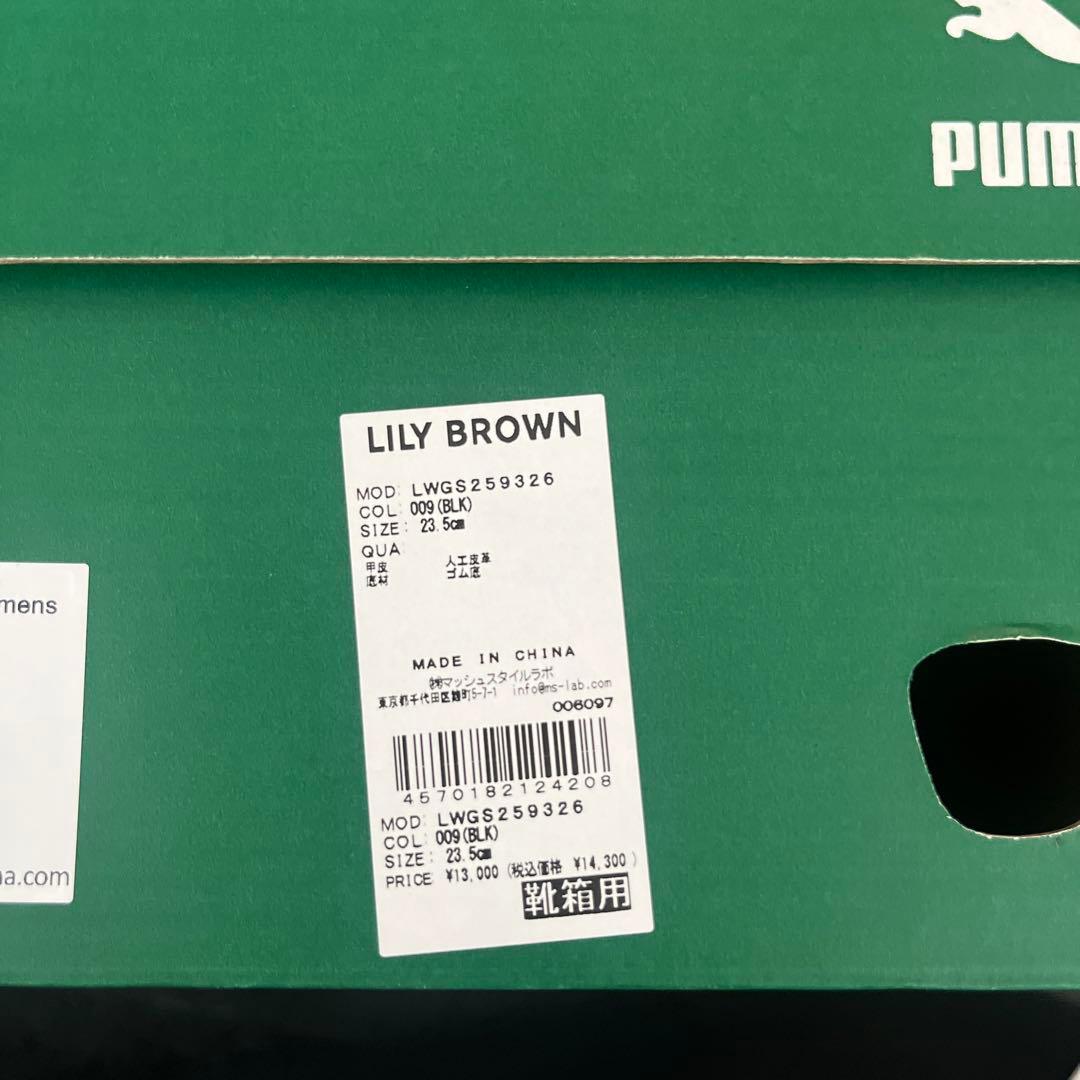 PUM
LILY BROWN
MOD: LWGS259326
COL: 009(BLK)
SIZE: 23.5㎝
QUA
甲皮 人工皮革
底材 ゴム底
MADE IN CHINA
㈱マッシュスタイルラボ
東京都千代田区麹町5-7-1 info@ms-lab.com
006097
4570182124208
MOD: LWGS259326
COL: 009(BLK)
SIZE: 23.5㎝
PRICE: ¥13,000 (税込価格 ¥14,300)
靴箱用
mens
na.com